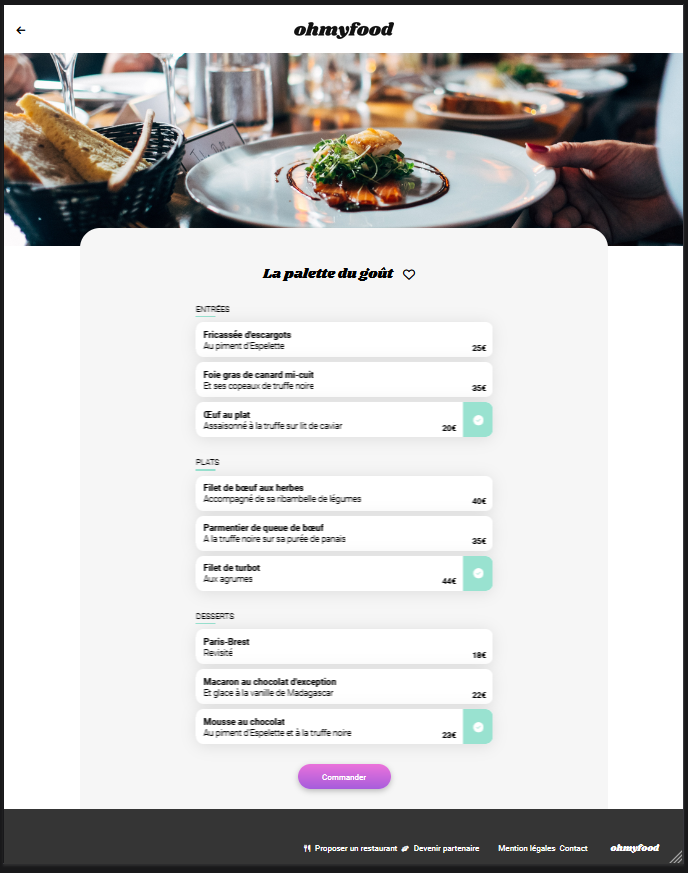 ohmyfood
La palette du goût
ENTRÉES
Fricassée d'escargots
Au piment d'Espelette
25€
Foie gras de canard mi-cuit
Et ses copeaux de truffe noire
35€
Œuf au plat
Assaisonné à la truffe sur lit de caviar
20€
PLATS
Filet de bœuf aux herbes
Accompagné de sa ribambelle de légumes
40€
Parmentier de queue de bœuf
A la truffe noire sur sa purée de panais
35€
Filet de turbot
Aux agrumes
44€
DESSERTS
Paris-Brest
Revisité
18€
Macaron au chocolat d'exception
Et glace à la vanille de Madagascar
22€
Mousse au chocolat
Au piment d'Espelette et à la truffe noire
23€
Commander
Proposer un restaurant Devenir partenaire Mention légales Contact ohmyfood